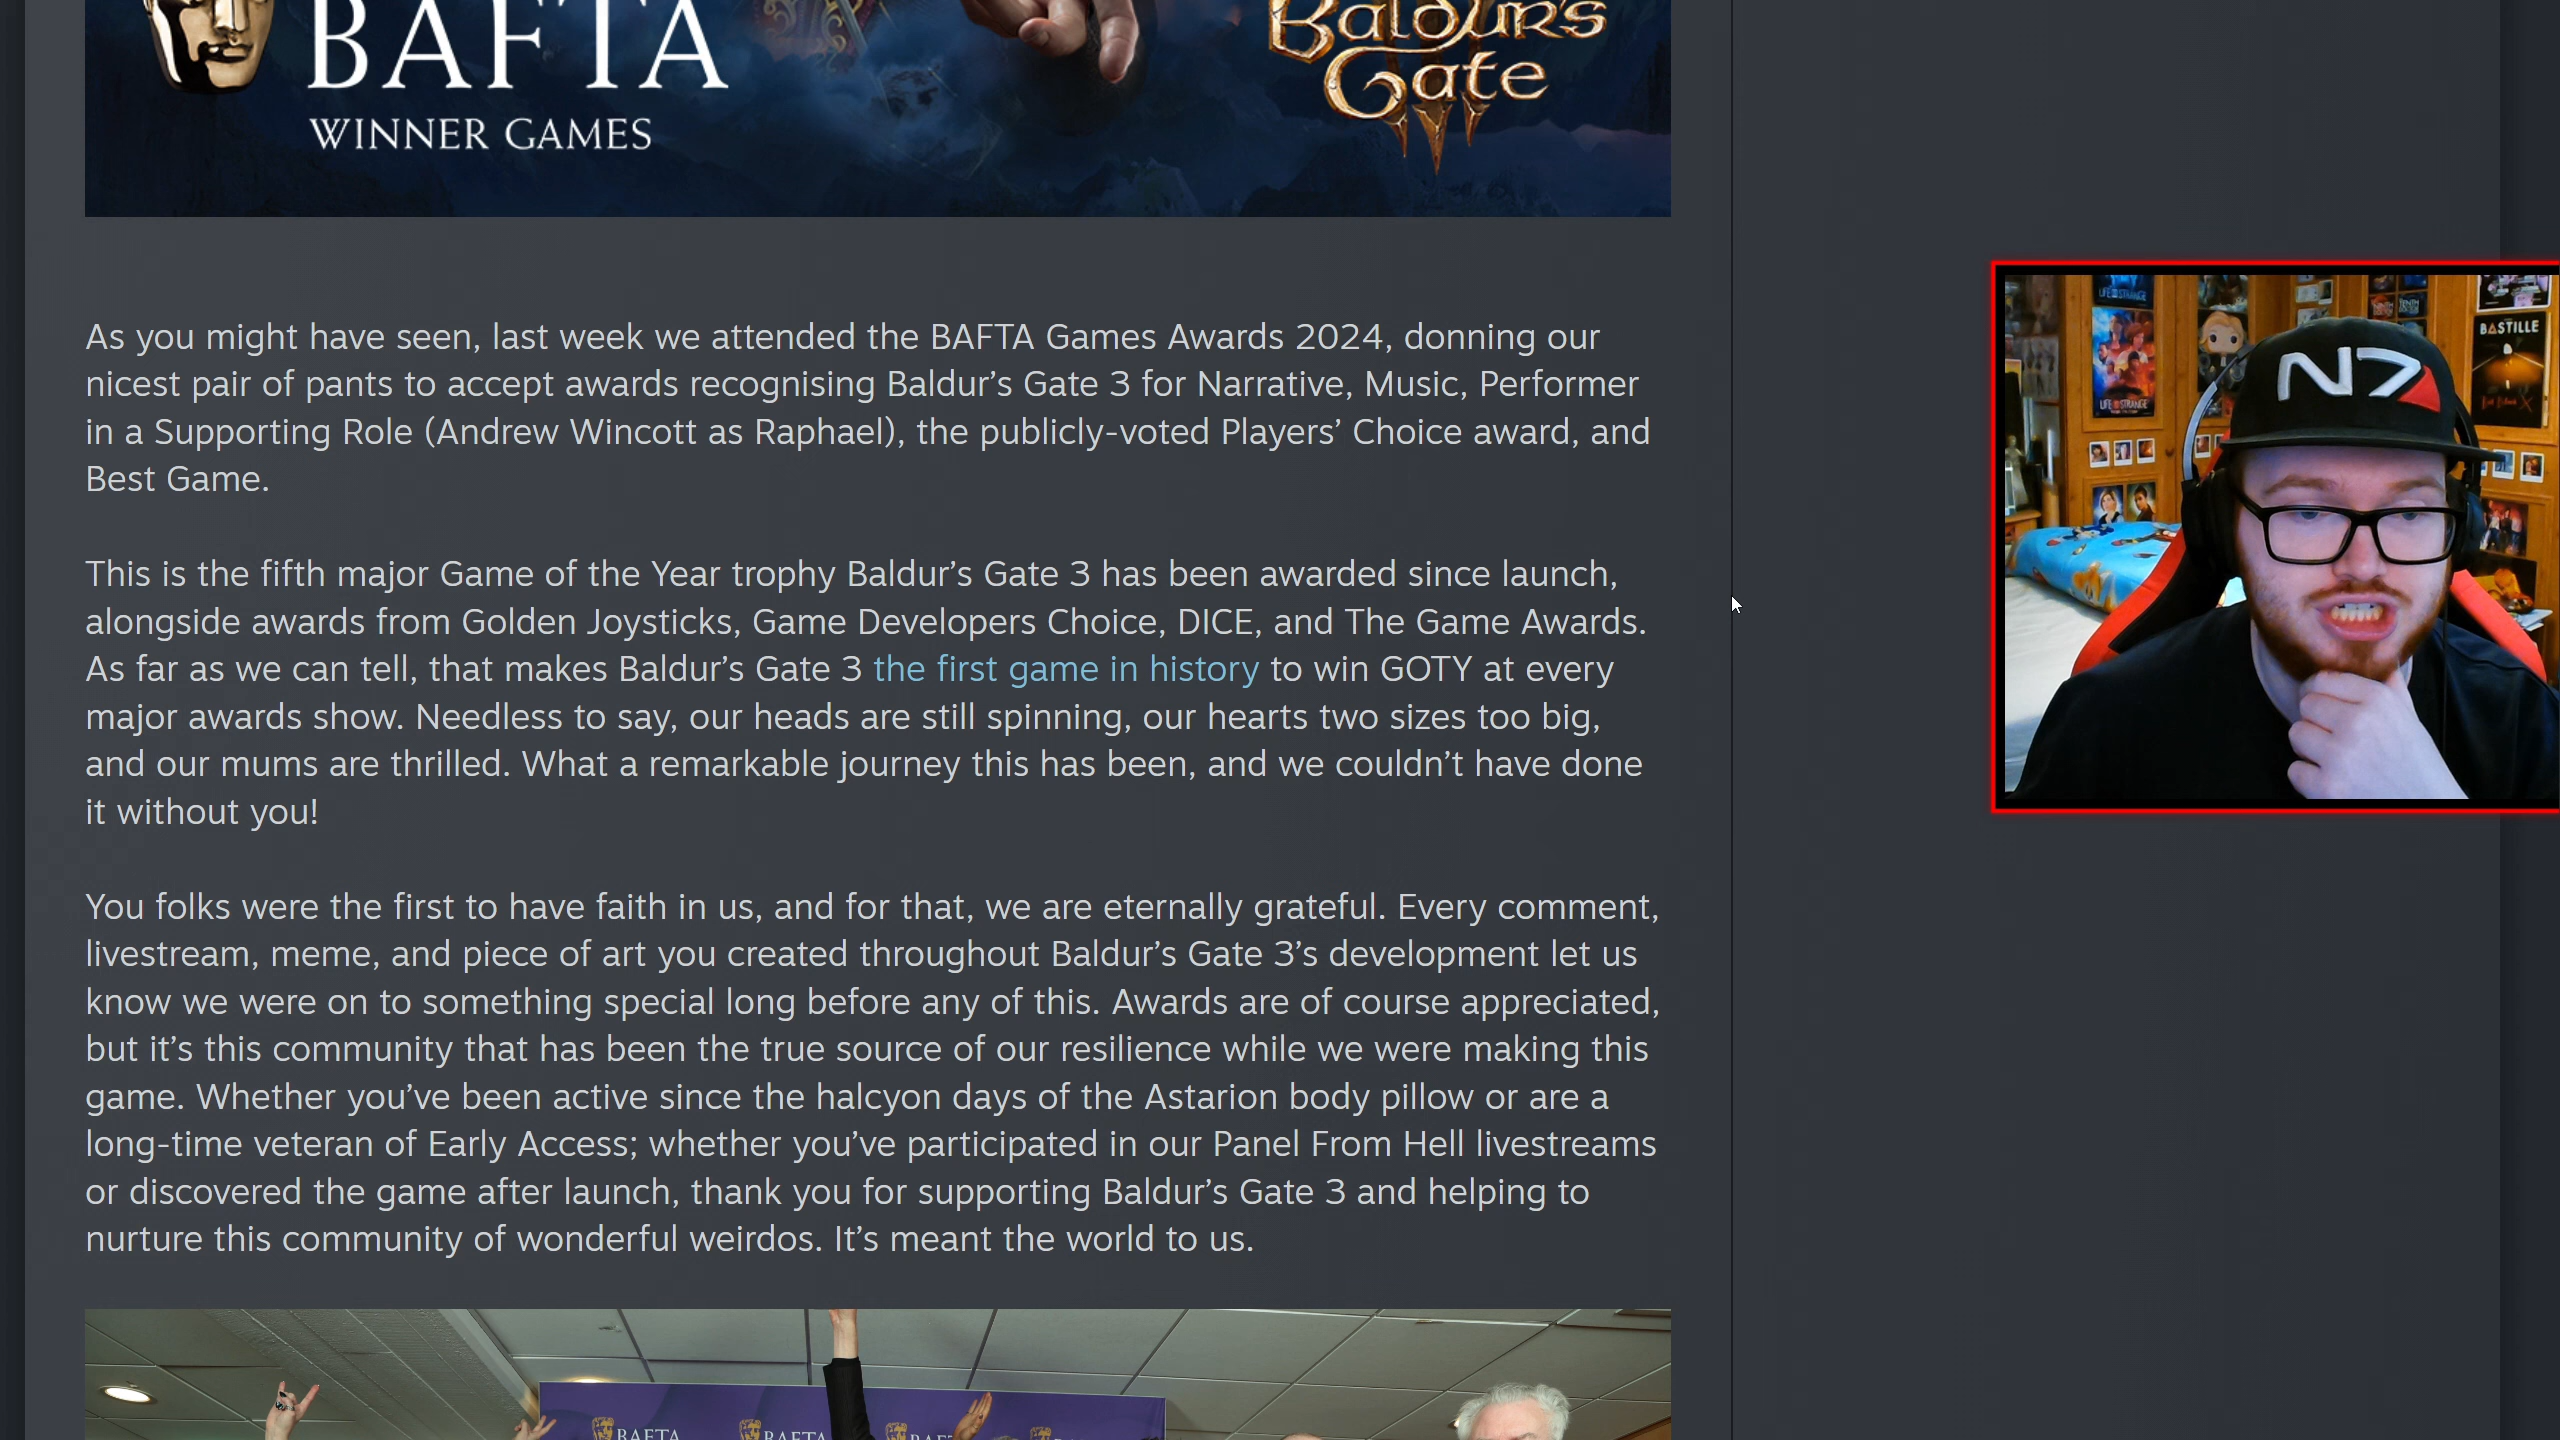 BAFTA
WINNER GAMES
Baldur's
Gate
As you might have seen, last week we attended the BAFTA Games Awards 2024, donning our
nicest pair of pants to accept awards recognising Baldur’s Gate 3 for Narrative, Music, Performer
in a Supporting Role (Andrew Wincott as Raphael), the publicly-voted Players’ Choice award, and
Best Game.
This is the fifth major Game of the Year trophy Baldur’s Gate 3 has been awarded since launch,
alongside awards from Golden Joysticks, Game Developers Choice, DICE, and The Game Awards.
As far as we can tell, that makes Baldur’s Gate 3 the first game in history to win GOTY at every
major awards show. Needless to say, our heads are still spinning, our hearts two sizes too big,
and our mums are thrilled. What a remarkable journey this has been, and we couldn’t have done
it without you!
You folks were the first to have faith in us, and for that, we are eternally grateful. Every comment,
livestream, meme, and piece of art you created throughout Baldur’s Gate 3’s development let us
know we were on to something special long before any of this. Awards are of course appreciated,
but it’s this community that has been the true source of our resilience while we were making this
game. Whether you’ve been active since the halcyon days of the Astarion body pillow or are a
long-time veteran of Early Access; whether you’ve participated in our Panel From Hell livestreams
or discovered the game after launch, thank you for supporting Baldur’s Gate 3 and helping to
nurture this community of wonderful weirdos. It’s meant the world to us.
BAFTA BAFTA
N7
BASTILLE
LIFE IS STRANGE
LIFE IS STRANGE